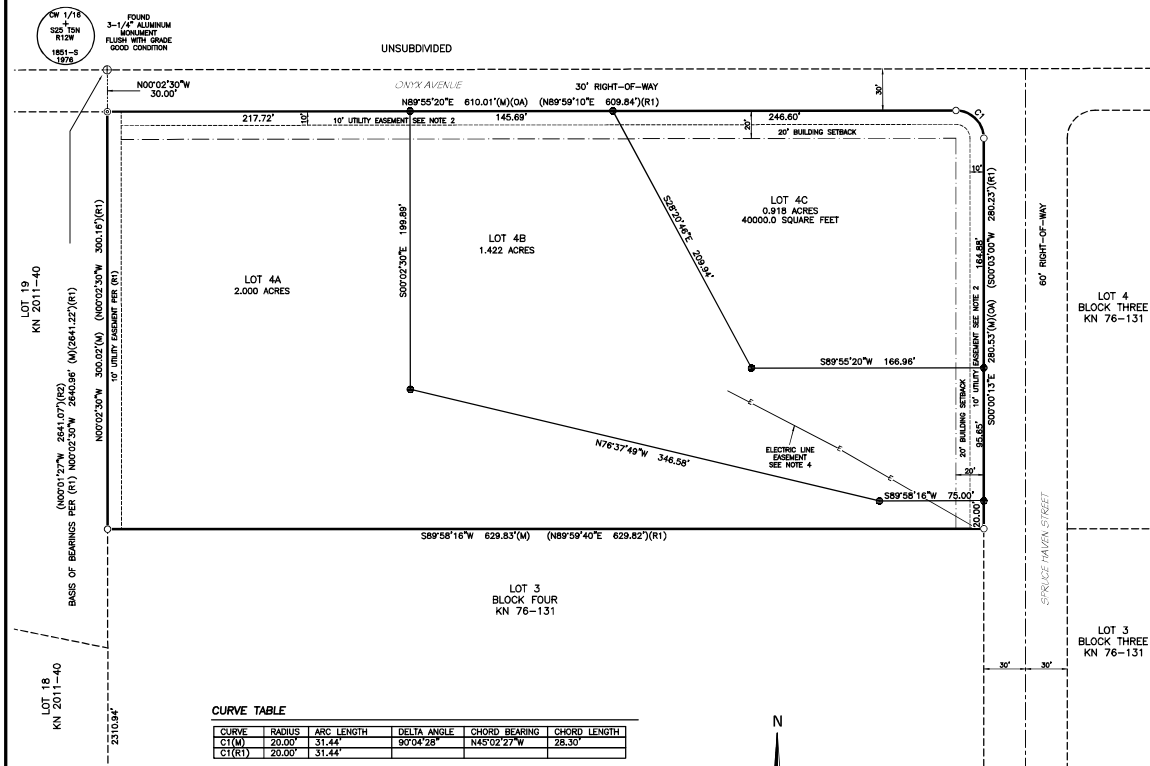 CW 1/16
S25 T5N
R12W
1851-S
1976
FOUND
3-1/4" ALUMINUM
MONUMENT
FLUSH WITH GRADE
GOOD CONDITION
UNSUBDIVIDED
N00°02'30"W
30.00'
ONYX AVENUE
30' RIGHT-OF-WAY
30'
N89°55'20"E 610.01'(M)(OA) (N89°59'10"E 609.84')(R1)
C1
217.72'
10'
10' UTILITY EASEMENT SEE NOTE 2
145.69'
246.60'
20'
20' BUILDING SETBACK
10'
LOT 4A
2.000 ACRES
LOT 4B
1.422 ACRES
LOT 4C
0.918 ACRES
40000.0 SQUARE FEET
S00°02'30"E 199.89'
S28°20'46"E 209.94'
S89°55'20"W 166.96'
N76°37'49"W 346.58'
ELECTRIC LINE
EASEMENT
SEE NOTE 4
E
E
E
20'
S89°58'16"W 75.00'
20.00'
95.65'
164.88'
20' BUILDING SETBACK
10' UTILITY EASEMENT SEE NOTE 2
S00°00'13"E 280.53'(M)(OA) (S00°03'00"W 280.23')(R1)
60' RIGHT-OF-WAY
SPRUCE HAVEN STREET
LOT 4
BLOCK THREE
KN 76-131
LOT 3
BLOCK THREE
KN 76-131
30'
30'
LOT 19
KN 2011-40
LOT 18
KN 2011-40
(N00°01'27"W 2641.07')(R2)
BASIS OF BEARINGS PER (R1) N00°02'30"W 2640.96' (M)(2641.22')(R1)
N00°02'30"W 300.02'(M) (N00°02'30"W 300.16')(R1)
10' UTILITY EASEMENT PER (R1)
2310.94'
S89°58'16"W 629.83'(M) (N89°59'40"E 629.82')(R1)
LOT 3
BLOCK FOUR
KN 76-131
CURVE TABLE
CURVE RADIUS ARC LENGTH DELTA ANGLE CHORD BEARING CHORD LENGTH
C1(M) 20.00' 31.44' 90°04'28" N45°02'27"W 28.30'
C1(R1) 20.00' 31.44'
N